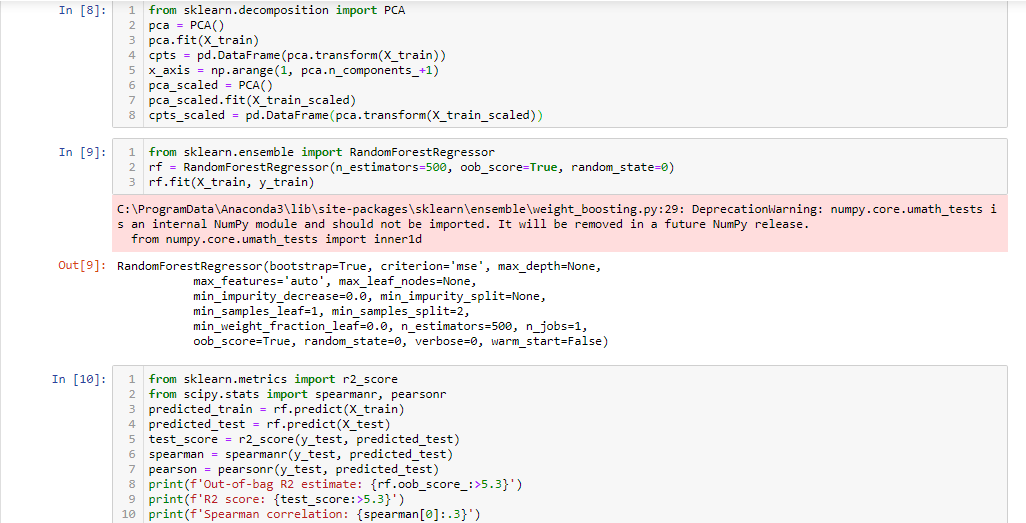 In [8]:
1 from sklearn.decomposition import PCA
2 pca = PCA()
3 pca.fit(X_train)
4 cpts = pd.DataFrame(pca.transform(X_train))
5 x_axis = np.arange(1, pca.n_components_+1)
6 pca_scaled = PCA()
7 pca_scaled.fit(X_train_scaled)
8 cpts_scaled = pd.DataFrame(pca.transform(X_train_scaled))
In [9]:
1 from sklearn.ensemble import RandomForestRegressor
2 rf = RandomForestRegressor(n_estimators=500, oob_score=True, random_state=0)
3 rf.fit(X_train, y_train)
C:\ProgramData\Anaconda3\lib\site-packages\sklearn\ensemble\weight_boosting.py:29: DeprecationWarning: numpy.core.umath_tests i
s an internal NumPy module and should not be imported. It will be removed in a future NumPy release.
  from numpy.core.umath_tests import inner1d
Out[9]: RandomForestRegressor(bootstrap=True, criterion='mse', max_depth=None,
max_features='auto', max_leaf_nodes=None,
min_impurity_decrease=0.0, min_impurity_split=None,
min_samples_leaf=1, min_samples_split=2,
min_weight_fraction_leaf=0.0, n_estimators=500, n_jobs=1,
oob_score=True, random_state=0, verbose=0, warm_start=False)
In [10]:
1 from sklearn.metrics import r2_score
2 from scipy.stats import spearmanr, pearsonr
3 predicted_train = rf.predict(X_train)
4 predicted_test = rf.predict(X_test)
5 test_score = r2_score(y_test, predicted_test)
6 spearman = spearmanr(y_test, predicted_test)
7 pearson = pearsonr(y_test, predicted_test)
8 print(f'Out-of-bag R2 estimate: {rf.oob_score_:>5.3}')
9 print(f'R2 score: {test_score:>5.3}')
10 print(f'Spearman correlation: {spearman[0]:.3}')